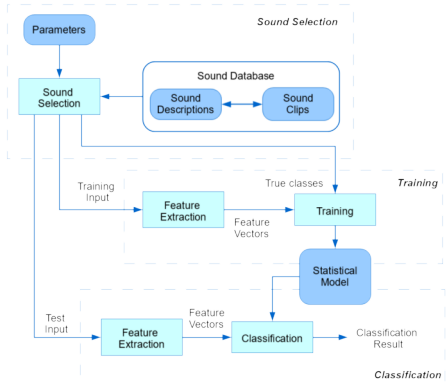 Sound Selection
Parameters
Sound Database
Sound
Selection
Sound
Descriptions
Sound
Clips
Training
Input
True classes
Training
Feature
Extraction
Feature
Vectors
Training
Statistical
Model
Test
Input
Feature
Vectors
Feature
Extraction
Classification
Classification
Result
Classification